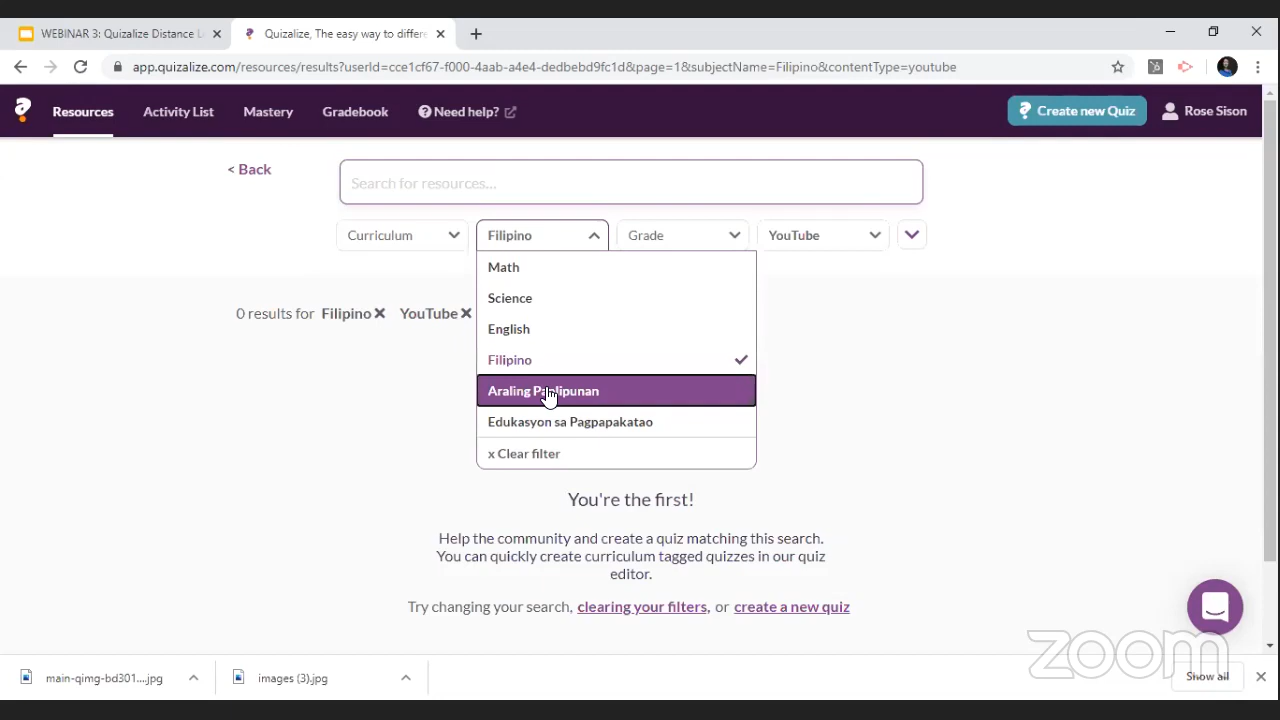 WEBINAR 3: Quizalize Distance L
Quizalize, The easy way to differe
app.quizalize.com/resources/results?userId=cce1cf67-f000-4aab-a4e4-dedbebd9fc1d&page=1&subjectName=Filipino&contentType=youtube
Resources Activity List Mastery Gradebook Need help? Create new Quiz Rose Sison
< Back
Search for resources...
Curriculum Filipino Grade YouTube
Math
Science
English
0 results for Filipino YouTube
Filipino
Araling Panlipunan
Edukasyon sa Pagpapakatao
x Clear filter
You're the first!
Help the community and create a quiz matching this search.
You can quickly create curriculum tagged quizzes in our quiz
editor.
Try changing your search, clearing your filters, or create a new quiz
zoom
main-qimg-bd301....jpg images (3).jpg Show all